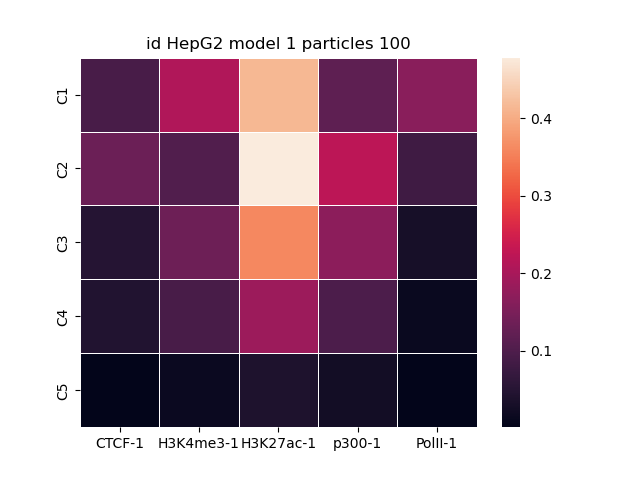 id HepG2 model 1 particles 100
C1
C2
C3
C4
C5
CTCF-1 H3K4me3-1 H3K27ac-1 p300-1 PolII-1
0.4
0.3
0.2
0.1